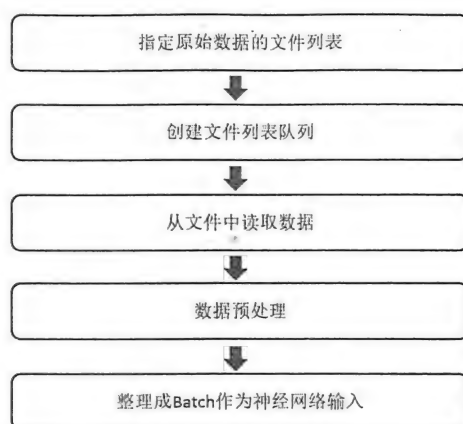 指定原始数据的文件列表
创建文件列表队列
从文件中读取数据
数据预处理
整理成Batch作为神经网络输入